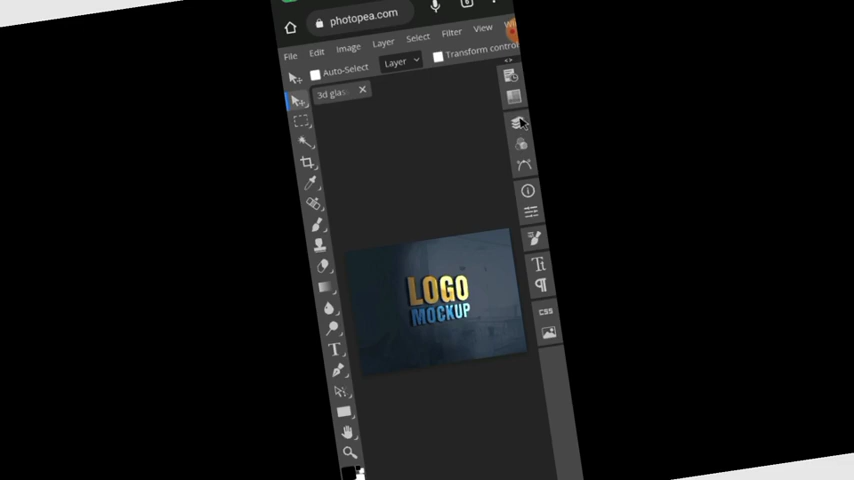 photopea.com
6
File Edit Image Layer Select Filter View
Auto-Select Layer Transform control
3d glas
LOGO
MOCKUP
CSS